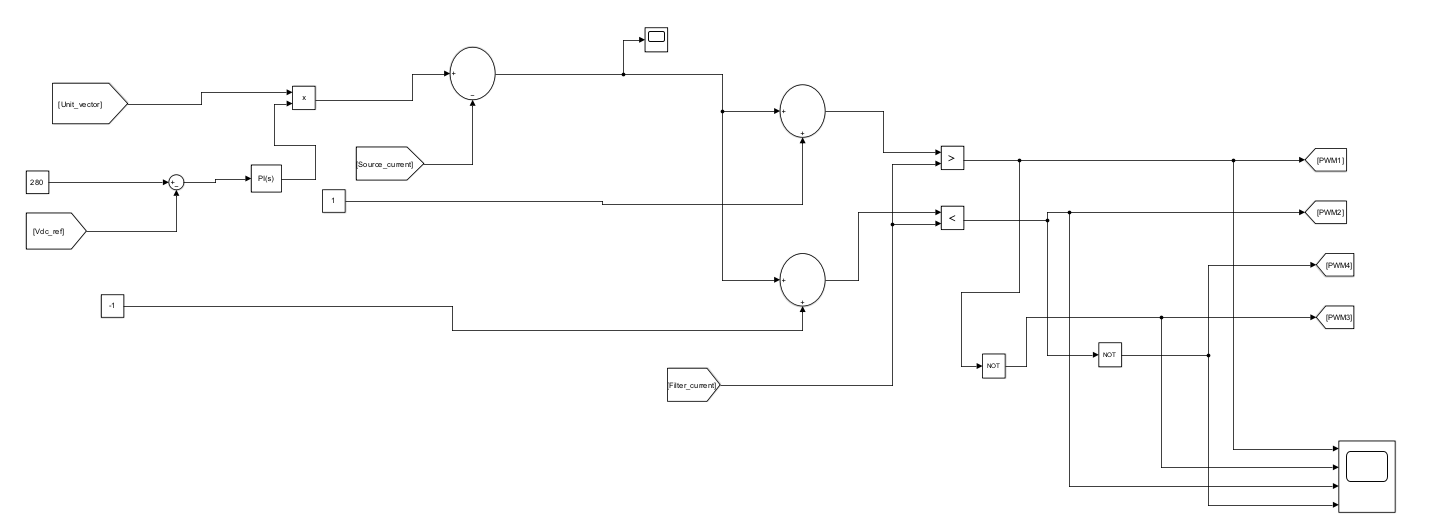 [Unit_vector]
x
+
−
+
+
[Source_current]
>
[PWM1]
280
+
−
PI(s)
1
[PWM2]
<
[Vdc_ref]
[PWM4]
+
+
-1
[PWM3]
NOT
NOT
[Filter_current]